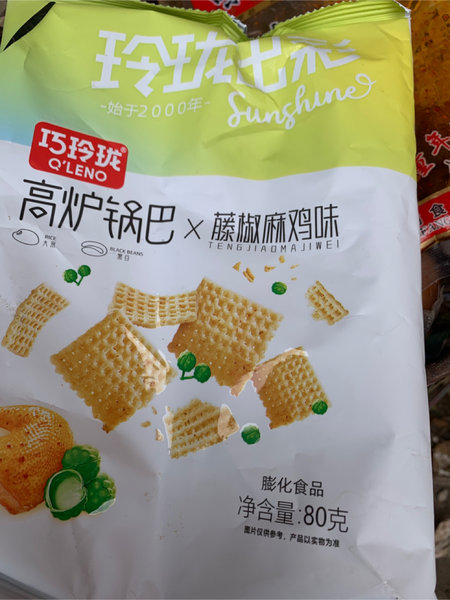 玲珑七彩
-始于2000年-
Sunshine
巧玲珑®
Q'LENO
高炉锅巴×藤椒麻鸡味
TENGJIAOMAJIWEI
RICE
大米
BLACK BEANS
黑豆
膨化食品
净含量:80克
图片仅供参考,产品以实物为准
食